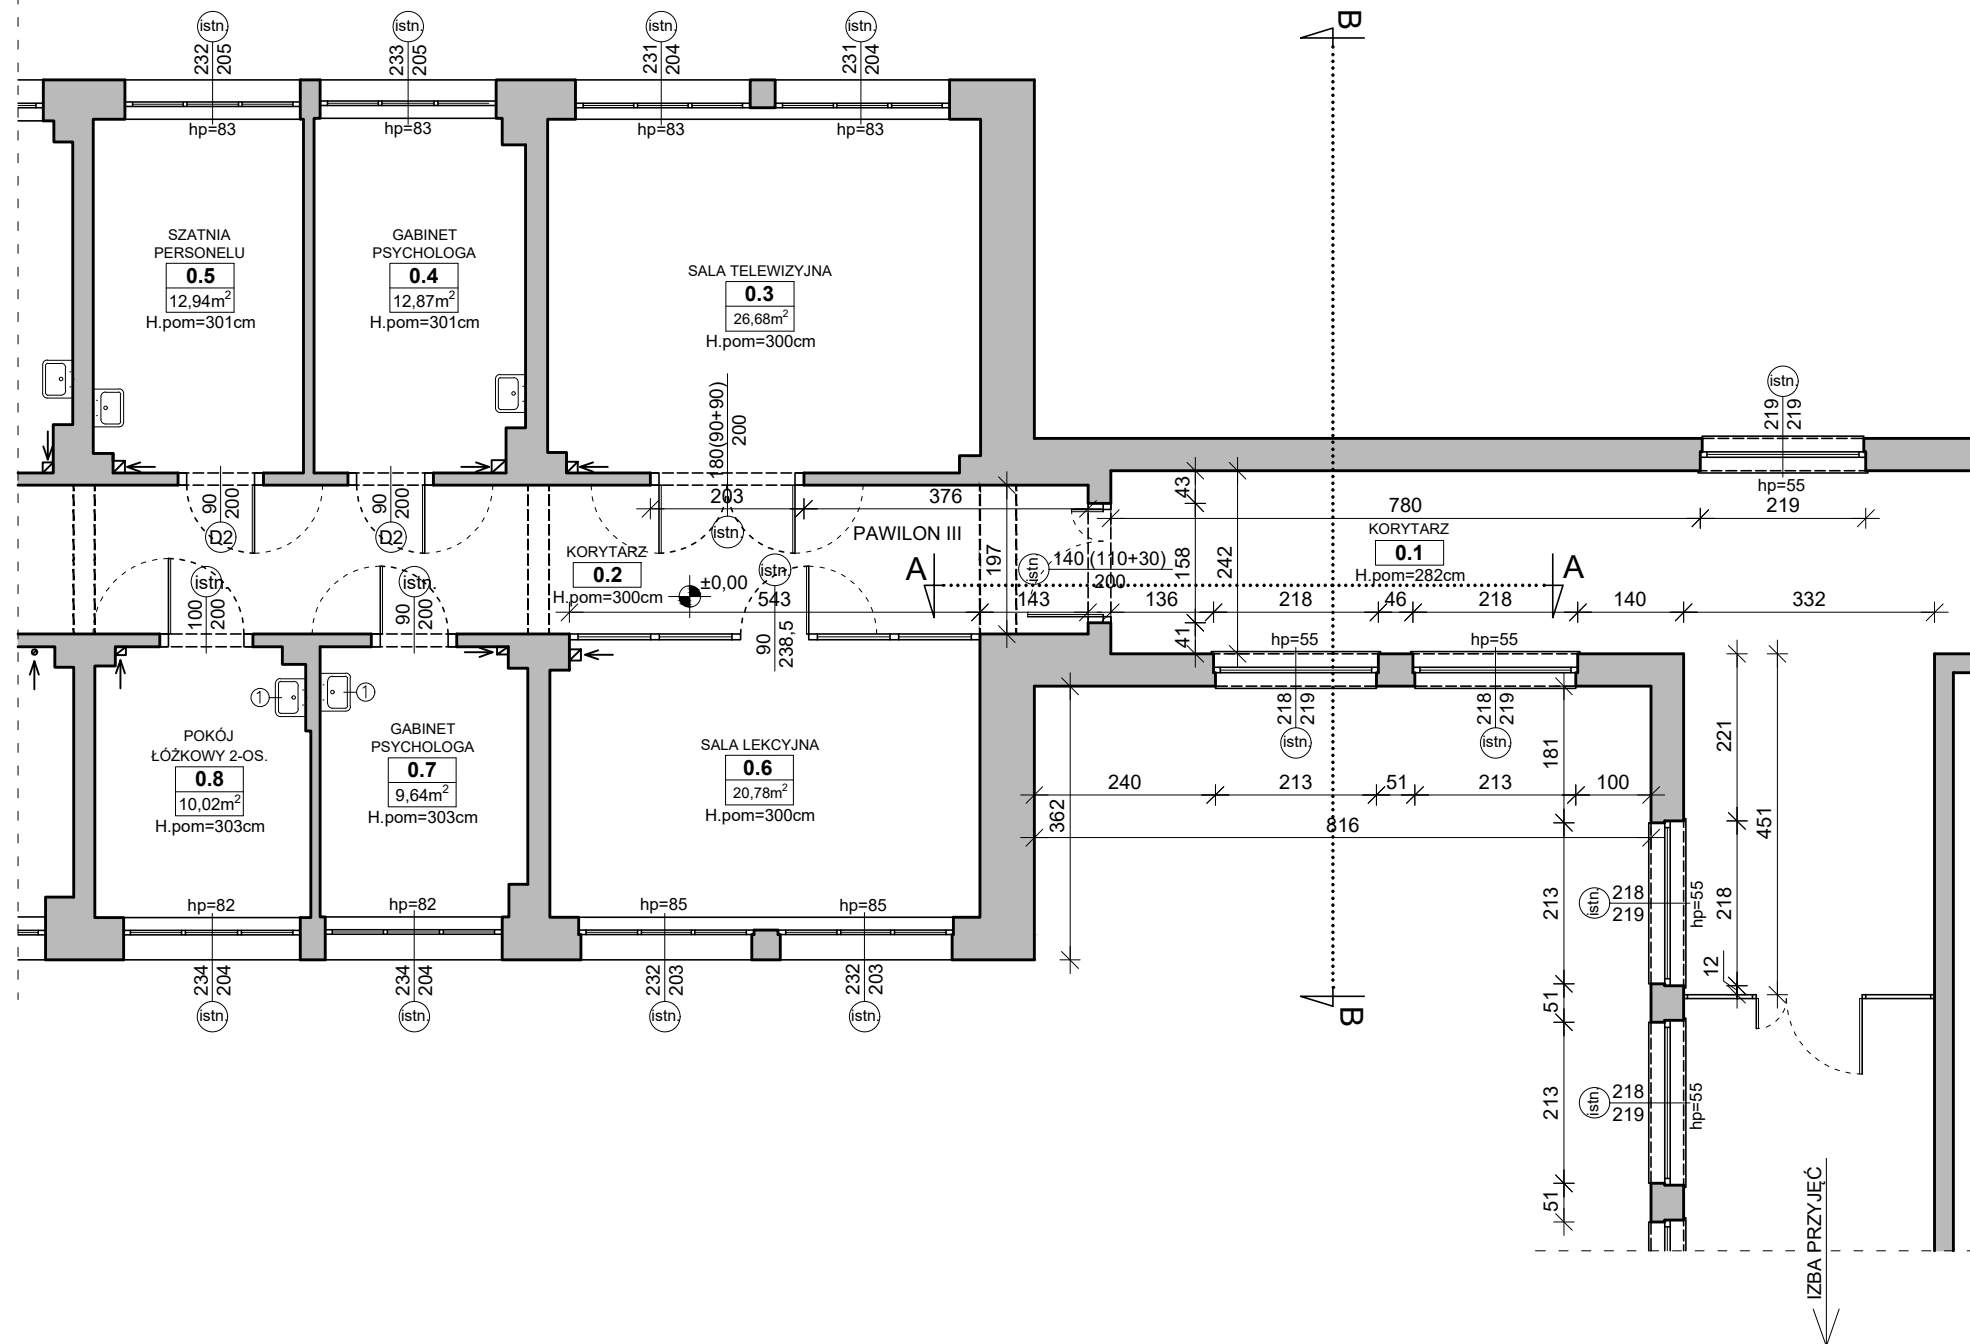 istn.
232
205
istn.
233
205
istn.
231
204
istn.
231
204
B
hp=83
hp=83
hp=83
hp=83
SZATNIA
PERSONELU
0.5
12,94m²
H.pom=301cm
GABINET
PSYCHOLOGA
0.4
12,87m²
H.pom=301cm
SALA TELEWIZYJNA
0.3
26,68m²
H.pom=300cm
180(90+90)
200
istn.
219
219
hp=55
90
200
D2
90
200
D2
203
istn.
376
PAWILON III
43
780
219
KORYTARZ
0.1
H.pom=282cm
KORYTARZ
0.2
H.pom=300cm
±0,00
istn.
543
90
238,5
197
A
istn.
140 (110+30)
200
158
242
A
143
136
218
46
218
140
332
41
istn.
100
200
istn.
90
200
hp=55
hp=55
218
219
istn.
218
219
istn.
1
1
POKÓJ
ŁÓŻKOWY 2-OS.
0.8
10,02m²
H.pom=303cm
GABINET
PSYCHOLOGA
0.7
9,64m²
H.pom=303cm
SALA LEKCYJNA
0.6
20,78m²
H.pom=300cm
362
240
213
51
213
100
816
181
221
451
213
istn.
218
219
hp=55
218
12
51
213
istn.
218
219
hp=55
51
hp=82
hp=82
hp=85
hp=85
234
204
istn.
234
204
istn.
232
203
istn.
232
203
istn.
B
IZBA PRZYJĘĆ